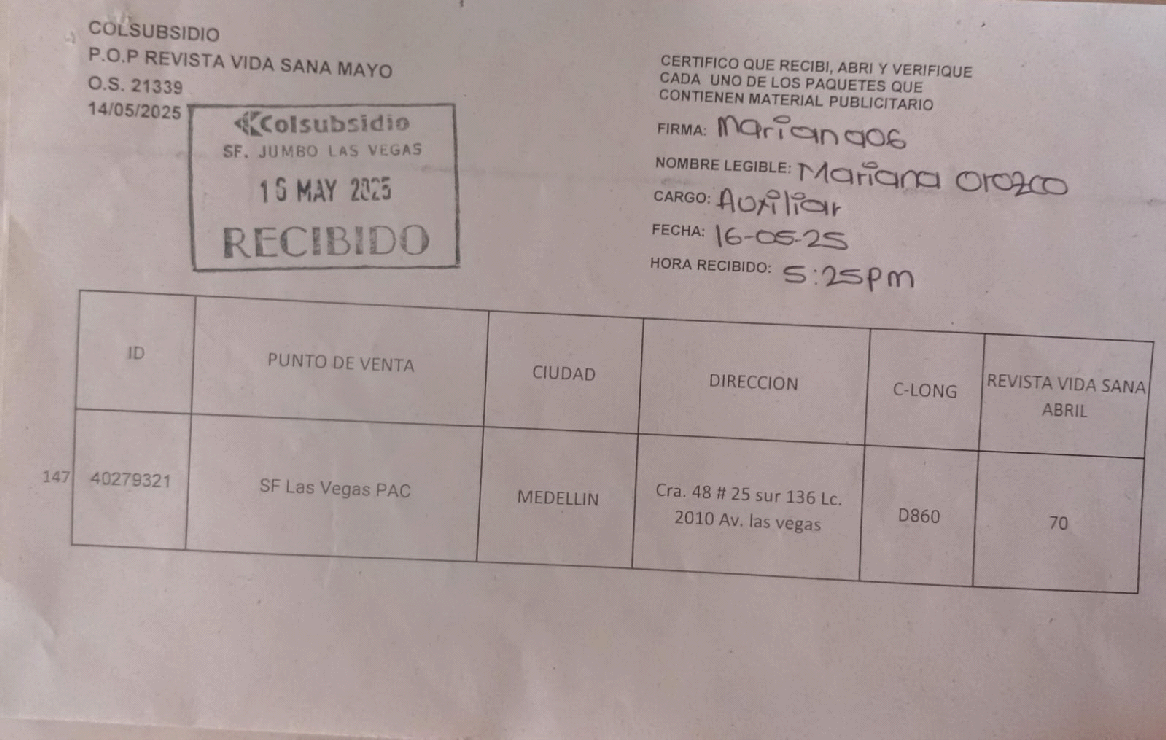 COLSUBSIDIO
P.O.P REVISTA VIDA SANA MAYO
O.S. 21339
14/05/2025
Colsubsidio
SF. JUMBO LAS VEGAS
16 MAY 2025
RECIBIDO
CERTIFICO QUE RECIBI, ABRI Y VERIFIQUE
CADA UNO DE LOS PAQUETES QUE
CONTIENEN MATERIAL PUBLICITARIO
FIRMA:
NOMBRE LEGIBLE: Mariana Orozco
CARGO: Auxiliar
FECHA: 16-05-25
HORA RECIBIDO: 5:25pm
ID PUNTO DE VENTA CIUDAD DIRECCION C-LONG REVISTA VIDA SANA
ABRIL
147 40279321 SF Las Vegas PAC MEDELLIN Cra. 48 # 25 sur 136 Lc. D860 70
2010 Av. las vegas